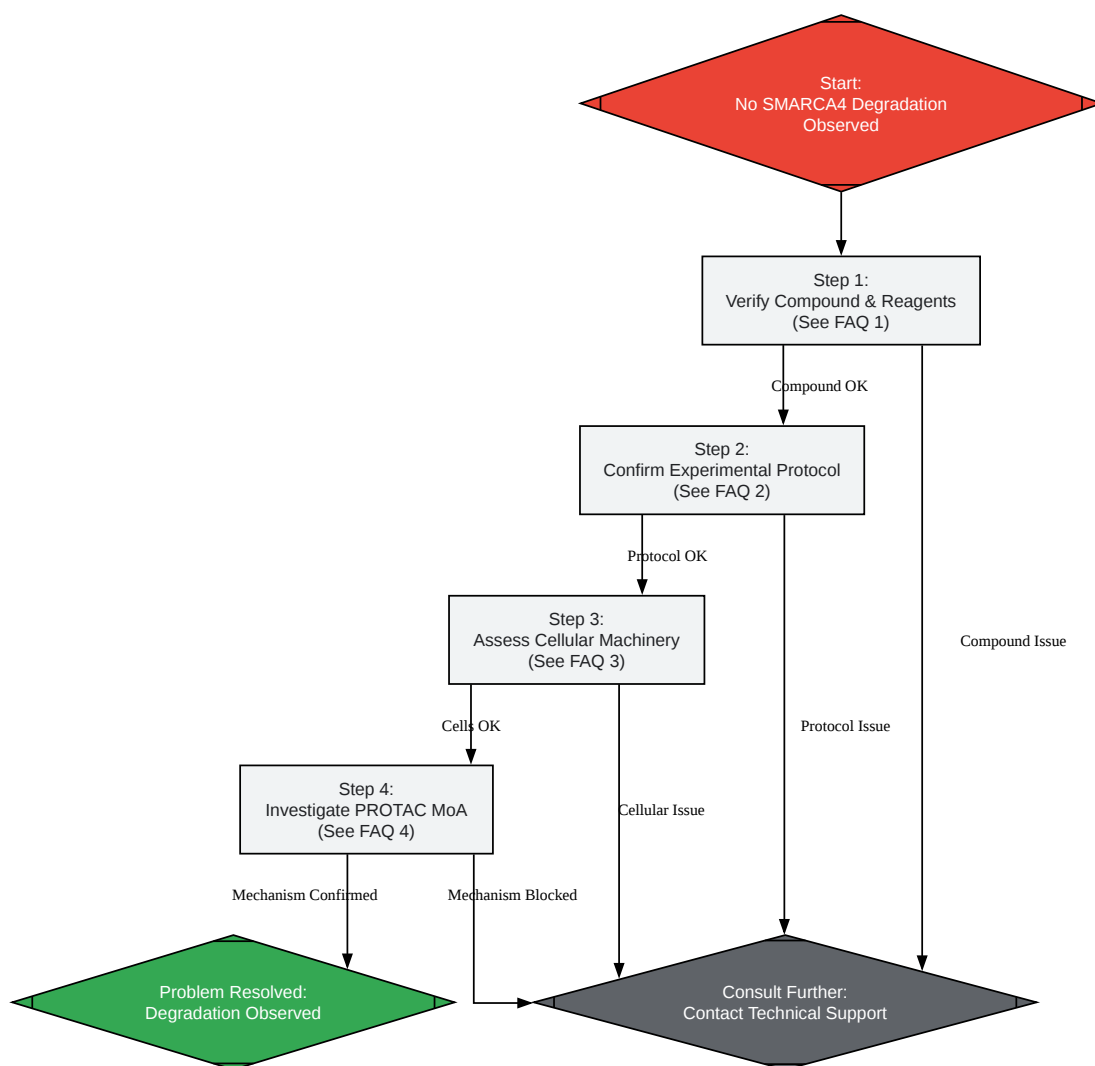 Start:
No SMARCA4 Degradation
Observed
Step 1:
Verify Compound & Reagents
(See FAQ 1)
Compound OK
Step 2:
Confirm Experimental Protocol
(See FAQ 2)
Protocol OK
Step 3:
Assess Cellular Machinery
(See FAQ 3)
Compound Issue
Cells OK
Protocol Issue
Step 4:
Investigate PROTAC MoA
(See FAQ 4)
Cellular Issue
Mechanism Confirmed
Mechanism Blocked
Problem Resolved:
Degradation Observed
Consult Further:
Contact Technical Support